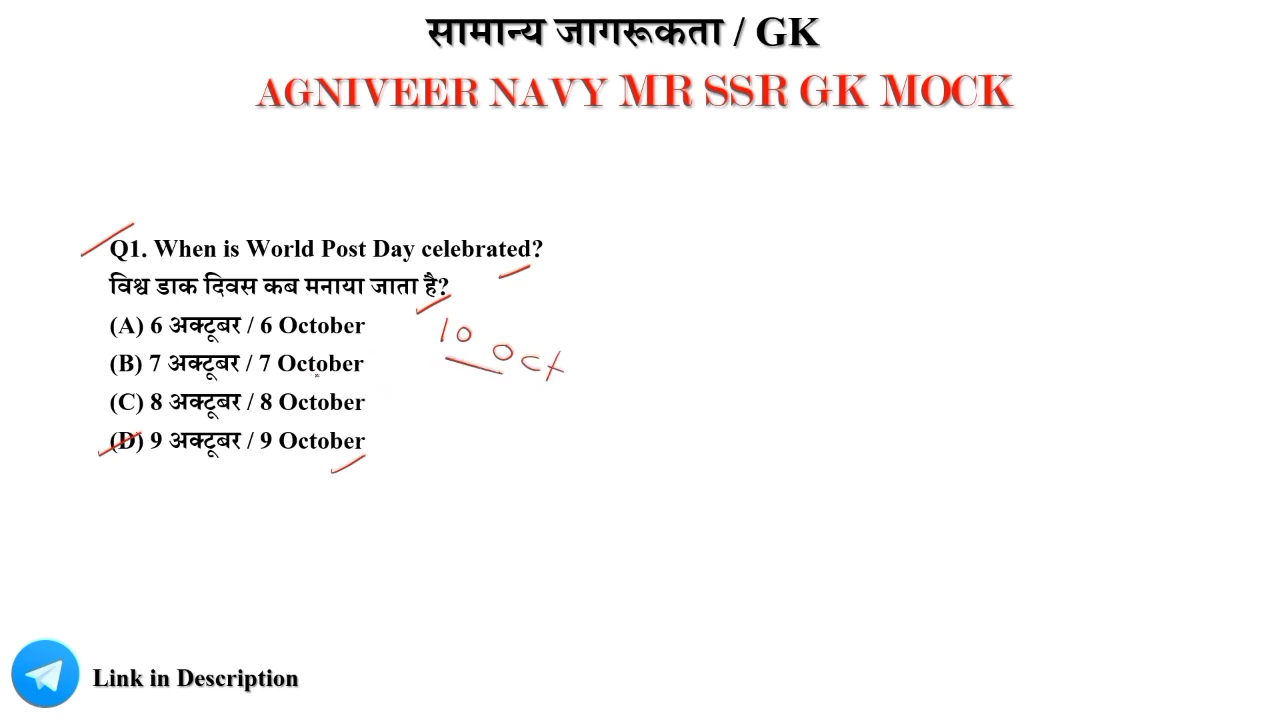 सामान्य जागरूकता / GK
AGNIVEER NAVY MR SSR GK MOCK
Q1. When is World Post Day celebrated?
विश्व डाक दिवस कब मनाया जाता है?
(A) 6 अक्टूबर / 6 October
10 Oct
(B) 7 अक्टूबर / 7 October
(C) 8 अक्टूबर / 8 October
(D) 9 अक्टूबर / 9 October
Link in Description